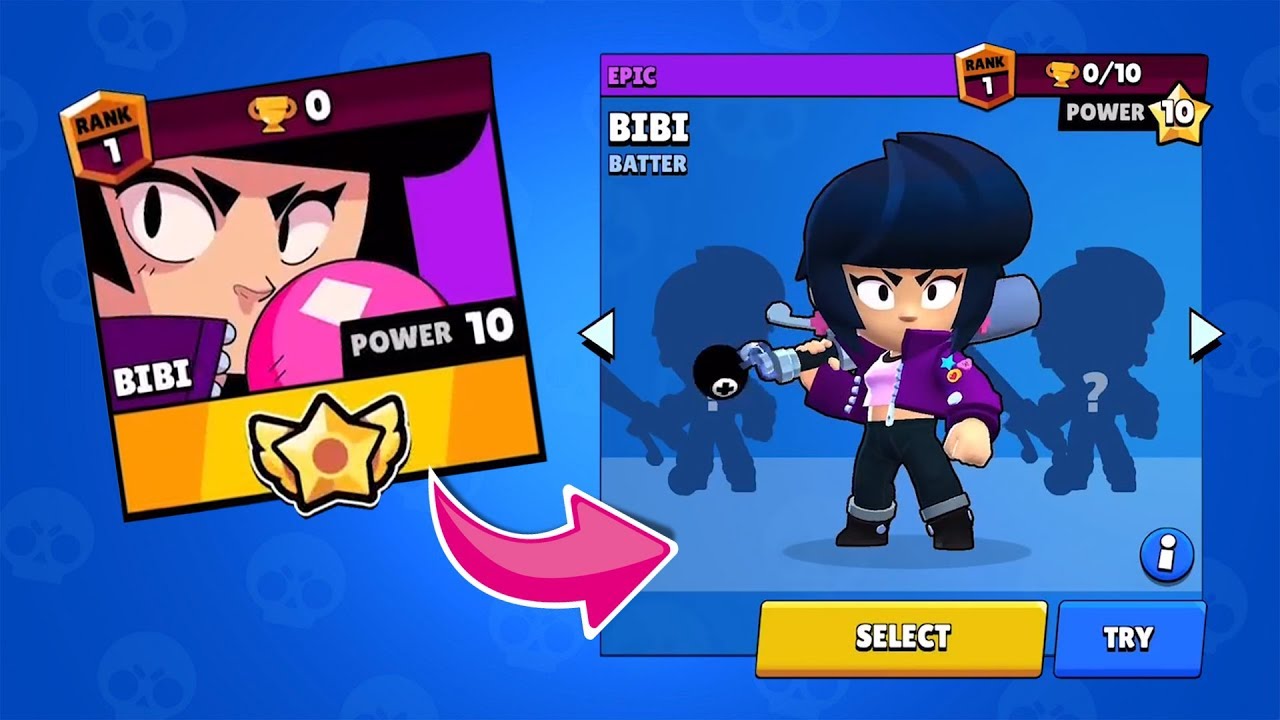 RANK
1
0
BIBI
POWER 10
EPIC
RANK
1
0/10
POWER 10
BIBI
BATTER
?
i
SELECT
TRY